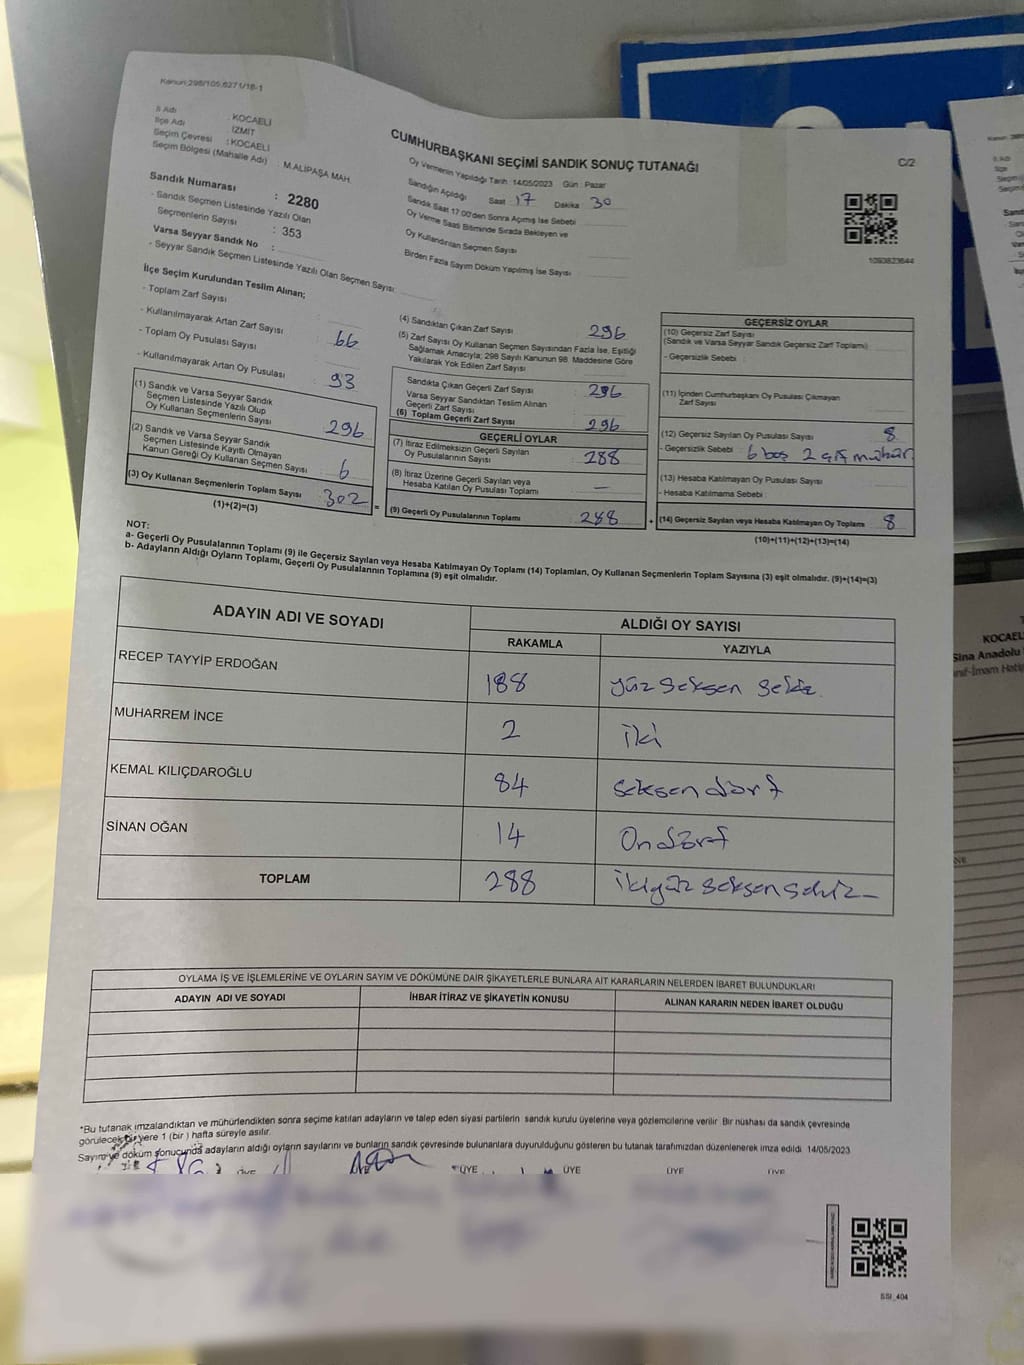 Kanun:298/105,6271/18-1
İl Adı : KOCAELİ
İlçe Adı : İZMİT
Seçim Çevresi : KOCAELİ
Seçim Bölgesi (Mahalle Adı) : M.ALİPAŞA MAH.
CUMHURBAŞKANI SEÇİMİ SANDIK SONUÇ TUTANAĞI
C/2
Oy Vermenin Yapıldığı Tarih :14/05/2023 Gün : Pazar
Sandığın Açıldığı Saat : 17 Dakika : 30
Sandık Saat 17:00'den Sonra Açılmış İse Sebebi
Oy Verme Saati Bitiminde Sırada Bekleyen ve
Oy Kullandırılan Seçmen Sayısı
Birden Fazla Sayım Döküm Yapılmış İse Sayısı
1093823644
Sandık Numarası : 2280
- Sandık Seçmen Listesinde Yazılı Olan
Seçmenlerin Sayısı : 353
Varsa Seyyar Sandık No :
- Seyyar Sandık Seçmen Listesinde Yazılı Olan Seçmen Sayısı
İlçe Seçim Kurulundan Teslim Alınan;
- Toplam Zarf Sayısı
- Kullanılmayarak Artan Zarf Sayısı : 66
- Toplam Oy Pusulası Sayısı
- Kullanılmayarak Artan Oy Pusulası : 93
(1) Sandık ve Varsa Seyyar Sandık
Seçmen Listesinde Yazılı Olup
Oy Kullanan Seçmenlerin Sayısı : 296
(2) Sandık ve Varsa Seyyar Sandık
Seçmen Listesinde Kayıtlı Olmayan
Kanun Gereği Oy Kullanan Seçmen Sayısı : 6
(3) Oy Kullanan Seçmenlerin Toplam Sayısı : 302
(1)+(2)=(3)
(4) Sandıktan Çıkan Zarf Sayısı : 296
(5) Zarf Sayısı Oy Kullanan Seçmen Sayısından Fazla İse, Eşitliği
Sağlamak Amacıyla; 298 Sayılı Kanunun 98. Maddesine Göre
Yakılarak Yok Edilen Zarf Sayısı
Sandıkta Çıkan Geçerli Zarf Sayısı : 296
Varsa Seyyar Sandıktan Teslim Alınan
Geçerli Zarf Sayısı
(6) Toplam Geçerli Zarf Sayısı : 296
GEÇERLİ OYLAR
(7) İtiraz Edilmeksizin Geçerli Sayılan
Oy Pusulalarının Sayısı : 288
(8) İtiraz Üzerine Geçerli Sayılan veya
Hesaba Katılan Oy Pusulası Toplamı : —
= (9) Geçerli Oy Pusulalarının Toplamı : 288 +
GEÇERSİZ OYLAR
(10) Geçersiz Zarf Sayısı
(Sandık ve Varsa Seyyar Sandık Geçersiz Zarf Toplamı)
- Geçersizlik Sebebi :
(11) İçinden Cumhurbaşkanı Oy Pusulası Çıkmayan
Zarf Sayısı
(12) Geçersiz Sayılan Oy Pusulası Sayısı : 8
- Geçersizlik Sebebi : 6 boş 2 çift mühür
(13) Hesaba Katılmayan Oy Pusulası Sayısı
- Hesaba Katılmama Sebebi :
(14) Geçersiz Sayılan veya Hesaba Katılmayan Oy Toplamı : 8
(10)+(11)+(12)+(13)=(14)
NOT:
a- Geçerli Oy Pusulalarının Toplamı (9) ile Geçersiz Sayılan veya Hesaba Katılmayan Oy Toplamı (14) Toplamları, Oy Kullanan Seçmenlerin Toplam Sayısına (3) eşit olmalıdır. (9)+(14)=(3)
b- Adayların Aldığı Oyların Toplamı, Geçerli Oy Pusulalarının Toplamına (9) eşit olmalıdır.
ADAYIN ADI VE SOYADI
ALDIĞI OY SAYISI
RAKAMLA YAZIYLA
RECEP TAYYİP ERDOĞAN 188 yüz seksen sekiz
MUHARREM İNCE 2 iki
KEMAL KILIÇDAROĞLU 84 seksen dört
SİNAN OĞAN 14 On dört
TOPLAM 288 ikiyüz seksen sekiz
OYLAMA İŞ VE İŞLEMLERİNE VE OYLARIN SAYIM VE DÖKÜMÜNE DAİR ŞİKAYETLERLE BUNLARA AİT KARARLARIN NELERDEN İBARET BULUNDUKLARI
ADAYIN ADI VE SOYADI İHBAR İTİRAZ VE ŞİKAYETİN KONUSU ALINAN KARARIN NEDEN İBARET OLDUĞU
*Bu tutanak imzalandıktan ve mühürlendikten sonra seçime katılan adayların ve talep eden siyasi partilerin sandık kurulu üyelerine veya gözlemcilerine verilir. Bir nüshası da sandık çevresinde
görülecek bir yere 1 (bir ) hafta süreyle asılır.
Sayım ve döküm sonucunda adayların aldığı oyların sayılarını ve bunların sandık çevresinde bulunanlara duyurulduğunu gösteren bu tutanak tarafımızdan düzenlenerek imza edildi. 14/05/2023
ÜYE ÜYE ÜYE ÜYE ÜYE
SSI_404
KOCAEL
Sina Anadolu